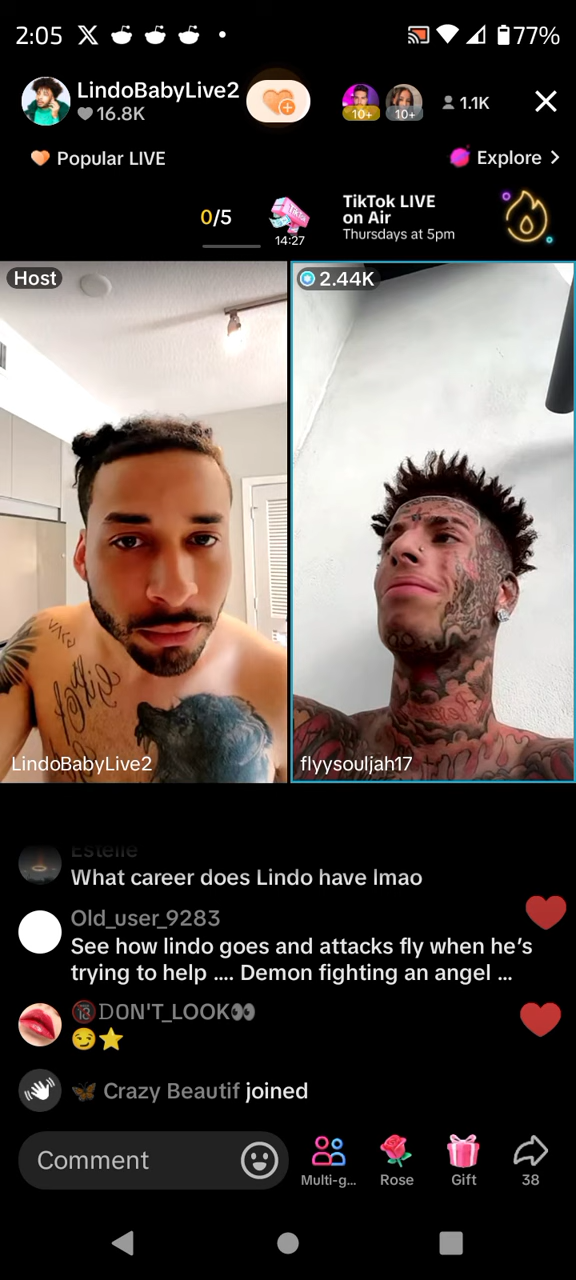 2:05
77%
LindoBabyLive2
16.8K
10+
10+
1.1K
Popular LIVE
Explore
0/5
14:27
TikTok LIVE
on Air
Thursdays at 5pm
Host
2.44K
LindoBabyLive2
flyysouljah17
Estelle
What career does Lindo have lmao
Old_user_9283
See how lindo goes and attacks fly when he's
trying to help .... Demon fighting an angel ...
🔞DON'T_LOOK👀
😏⭐
🦋 Crazy Beautif joined
Comment
Multi-g...
Rose
Gift
38